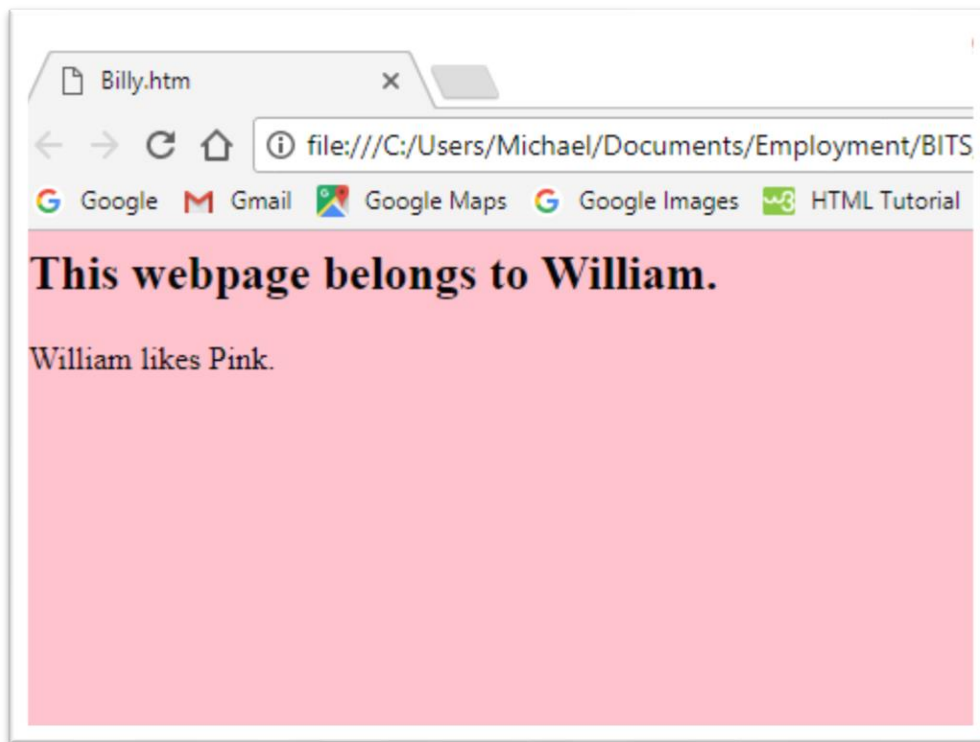 Billy.htm
file:///C:/Users/Michael/Documents/Employment/BITS
Google Gmail Google Maps Google Images HTML Tutorial
This webpage belongs to William.
William likes Pink.